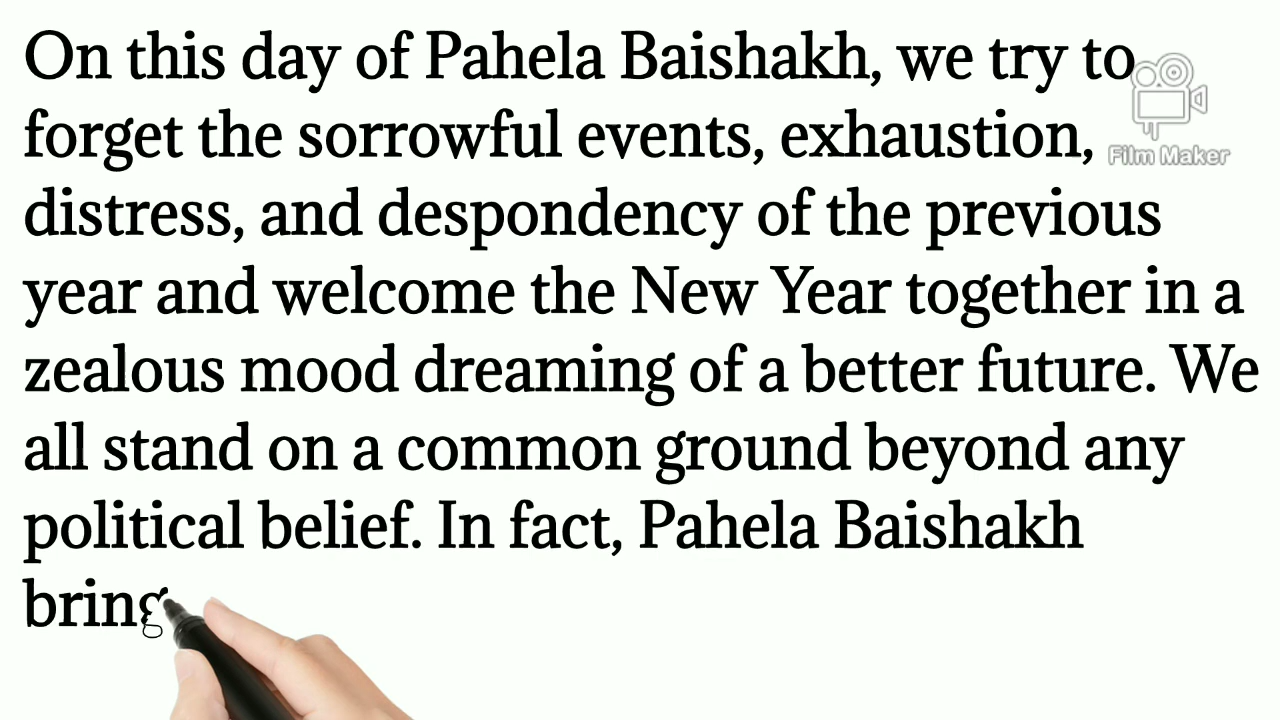 On this day of Pahela Baishakh, we try to
forget the sorrowful events, exhaustion,
distress, and despondency of the previous
year and welcome the New Year together in a
zealous mood dreaming of a better future. We
all stand on a common ground beyond any
political belief. In fact, Pahela Baishakh
bring
Film Maker